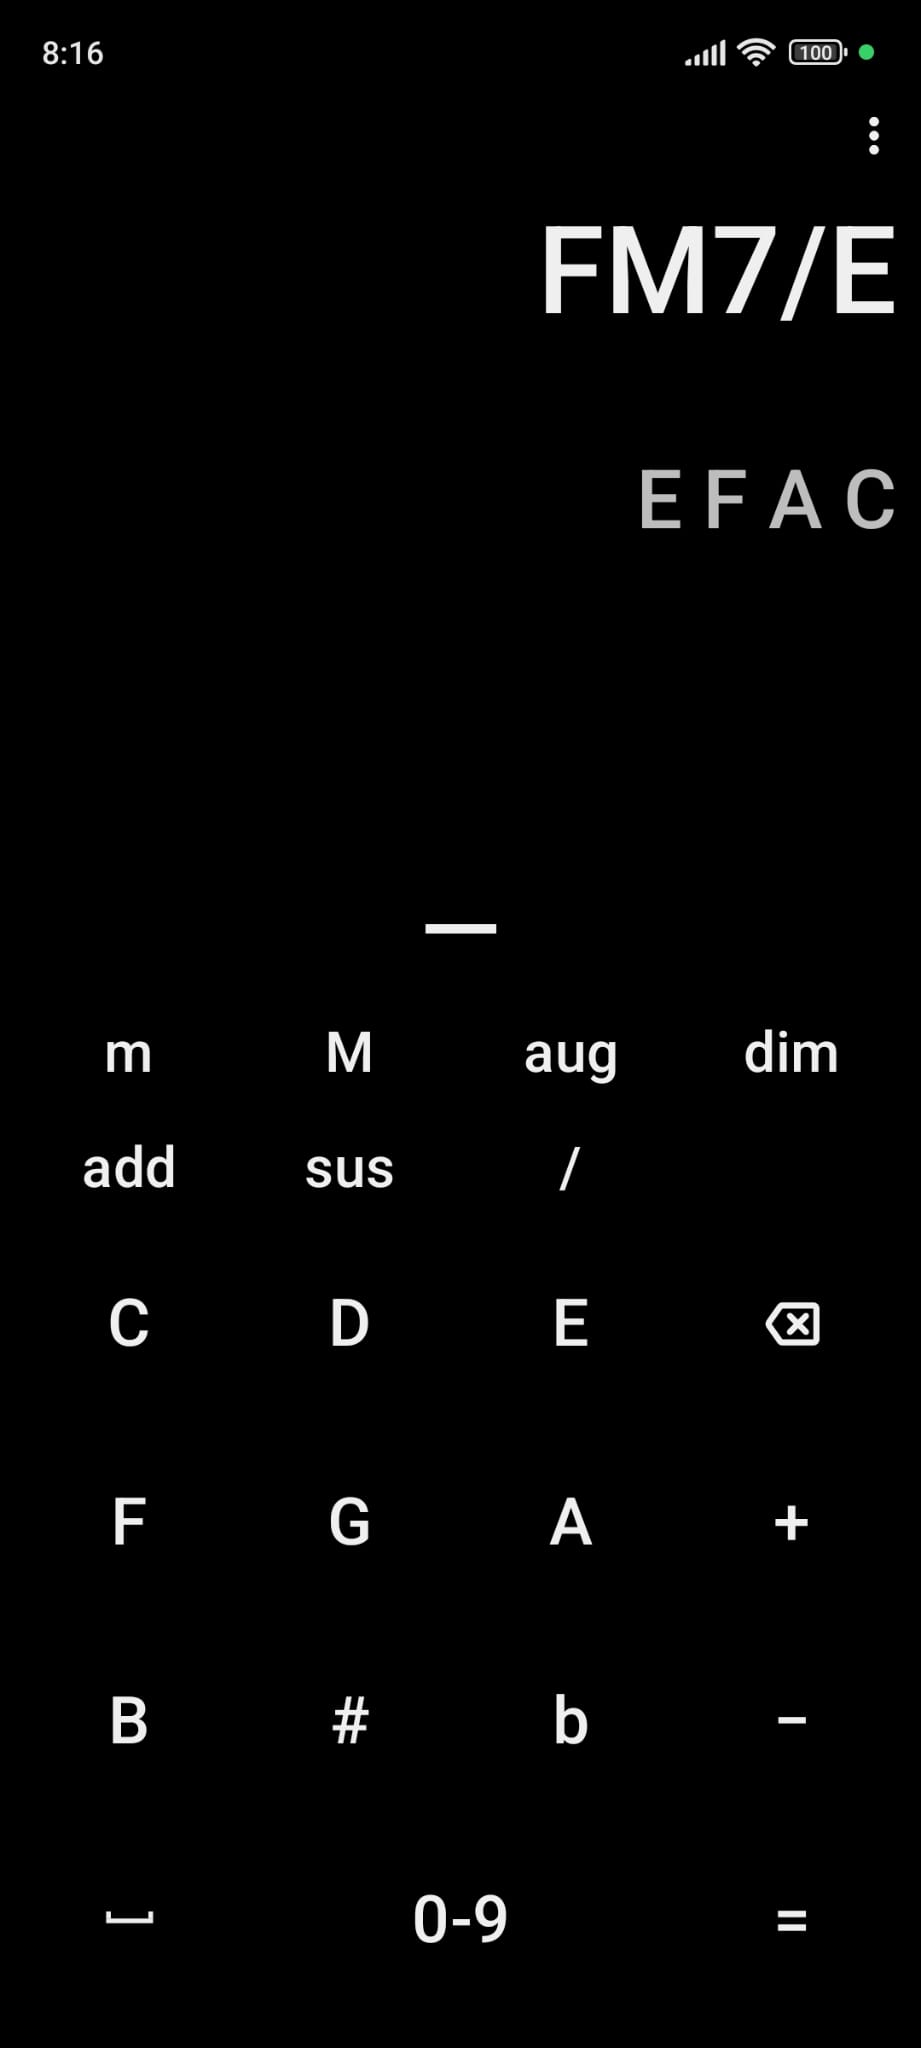 8:16 100
FM7/E
E F A C
m M aug dim
add sus /
C D E
F G A +
B # b −
0-9 =